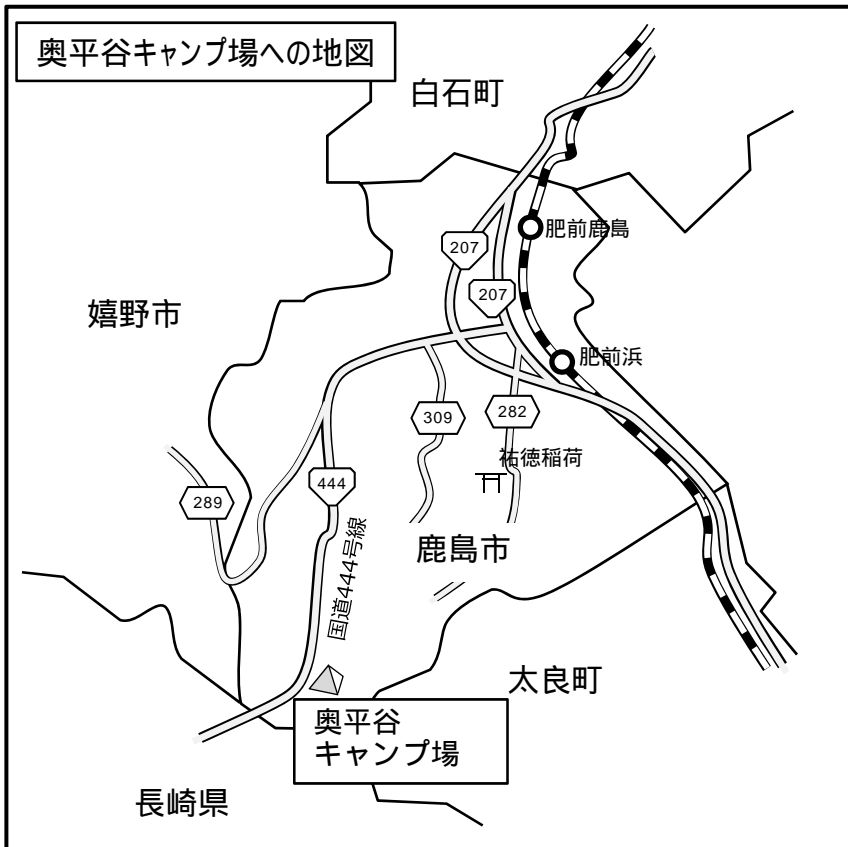 奥平谷キャンプ場への地図
白石町
肥前鹿島
207
207
嬉野市
肥前浜
309
282
祐徳稲荷
444
289
国道444号線
鹿島市
太良町
奥平谷
キャンプ場
長崎県